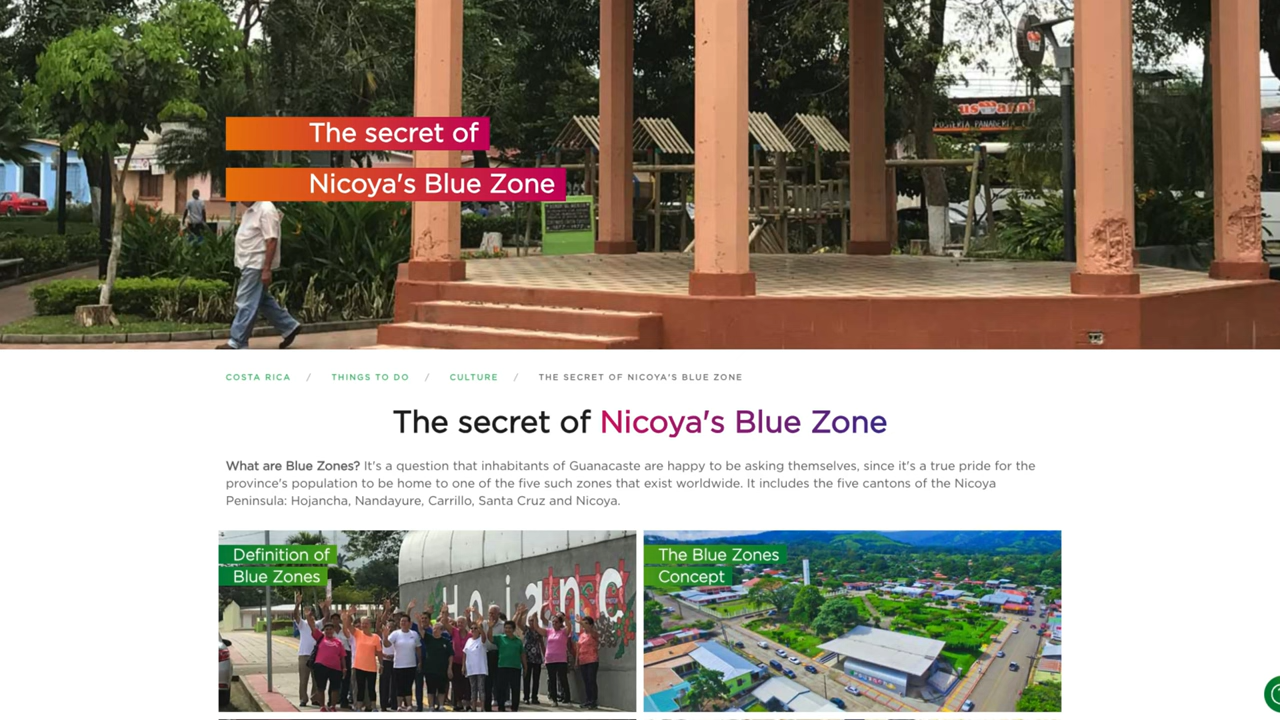 The secret of
Nicoya's Blue Zone
COSTA RICA / THINGS TO DO / CULTURE / THE SECRET OF NICOYA'S BLUE ZONE
The secret of Nicoya's Blue Zone
What are Blue Zones? It's a question that inhabitants of Guanacaste are happy to be asking themselves, since it's a true pride for the
province's population to be home to one of the five such zones that exist worldwide. It includes the five cantons of the Nicoya
Peninsula: Hojancha, Nandayure, Carrillo, Santa Cruz and Nicoya.
Definition of
Blue Zones
The Blue Zones
Concept